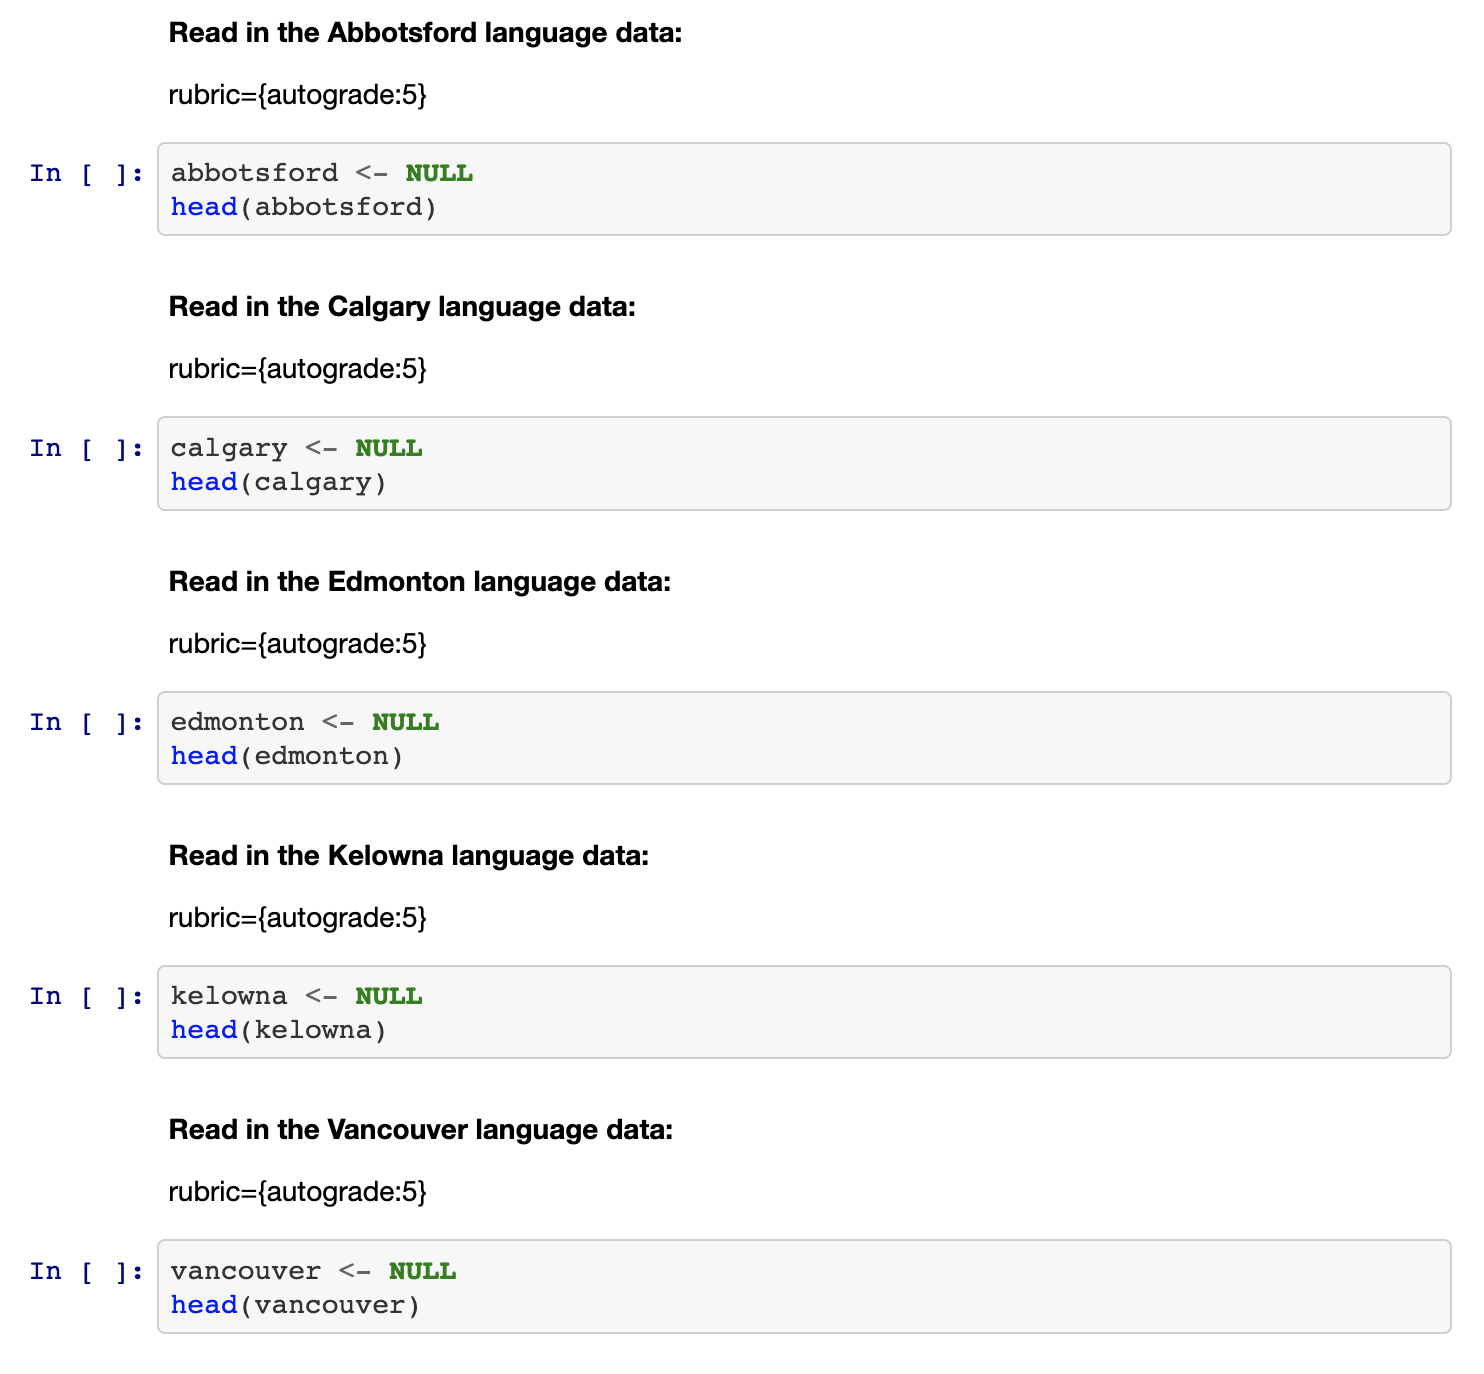 Read in the Abbotsford language data:
rubric={autograde:5}
In [ ]: abbotsford <- NULL
head(abbotsford)
Read in the Calgary language data:
rubric={autograde:5}
In [ ]: calgary <- NULL
head(calgary)
Read in the Edmonton language data:
rubric={autograde:5}
In [ ]: edmonton <- NULL
head(edmonton)
Read in the Kelowna language data:
rubric={autograde:5}
In [ ]: kelowna <- NULL
head(kelowna)
Read in the Vancouver language data:
rubric={autograde:5}
In [ ]: vancouver <- NULL
head(vancouver)